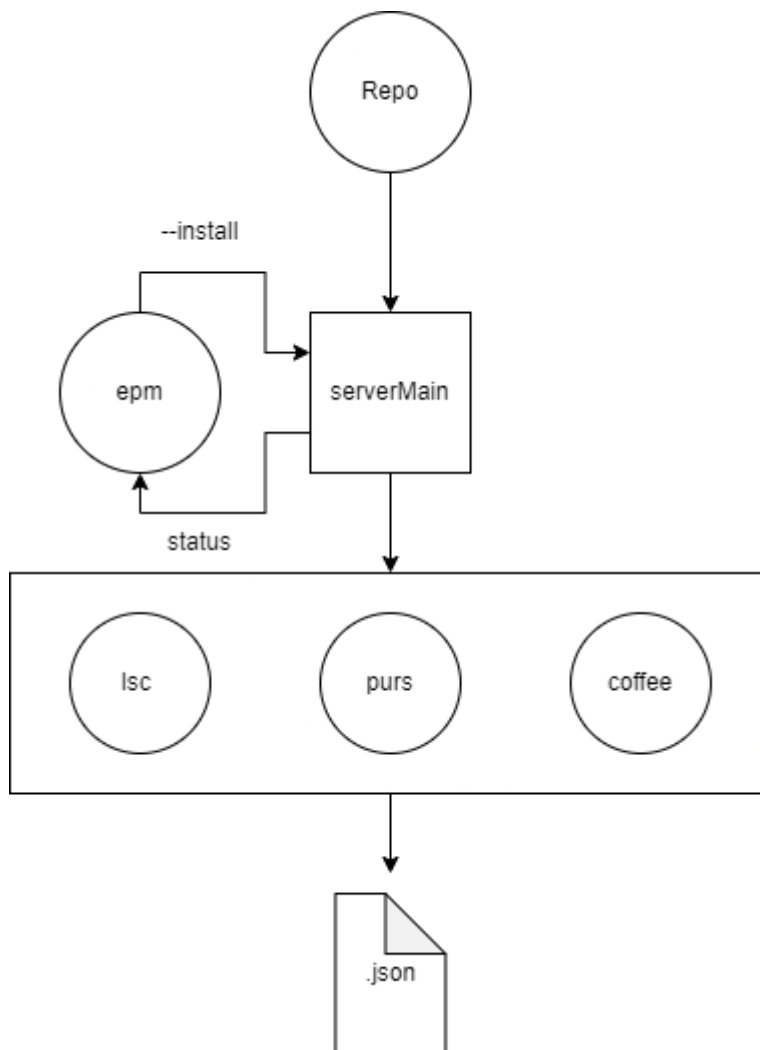 Repo
--install
epm
serverMain
status
lsc
purs
coffee
.json